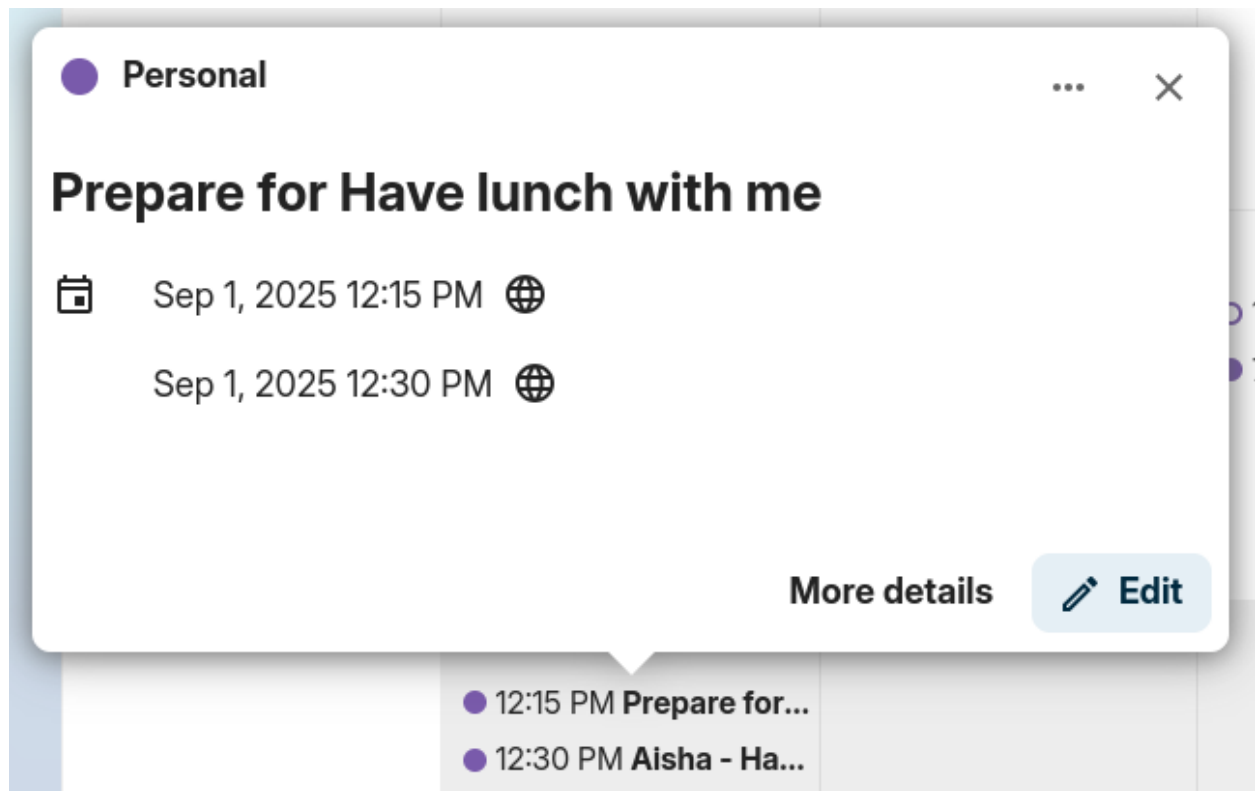 Personal
Prepare for Have lunch with me
Sep 1, 2025 12:15 PM
Sep 1, 2025 12:30 PM
More details
Edit
12:15 PM Prepare for...
12:30 PM Aisha - Ha...